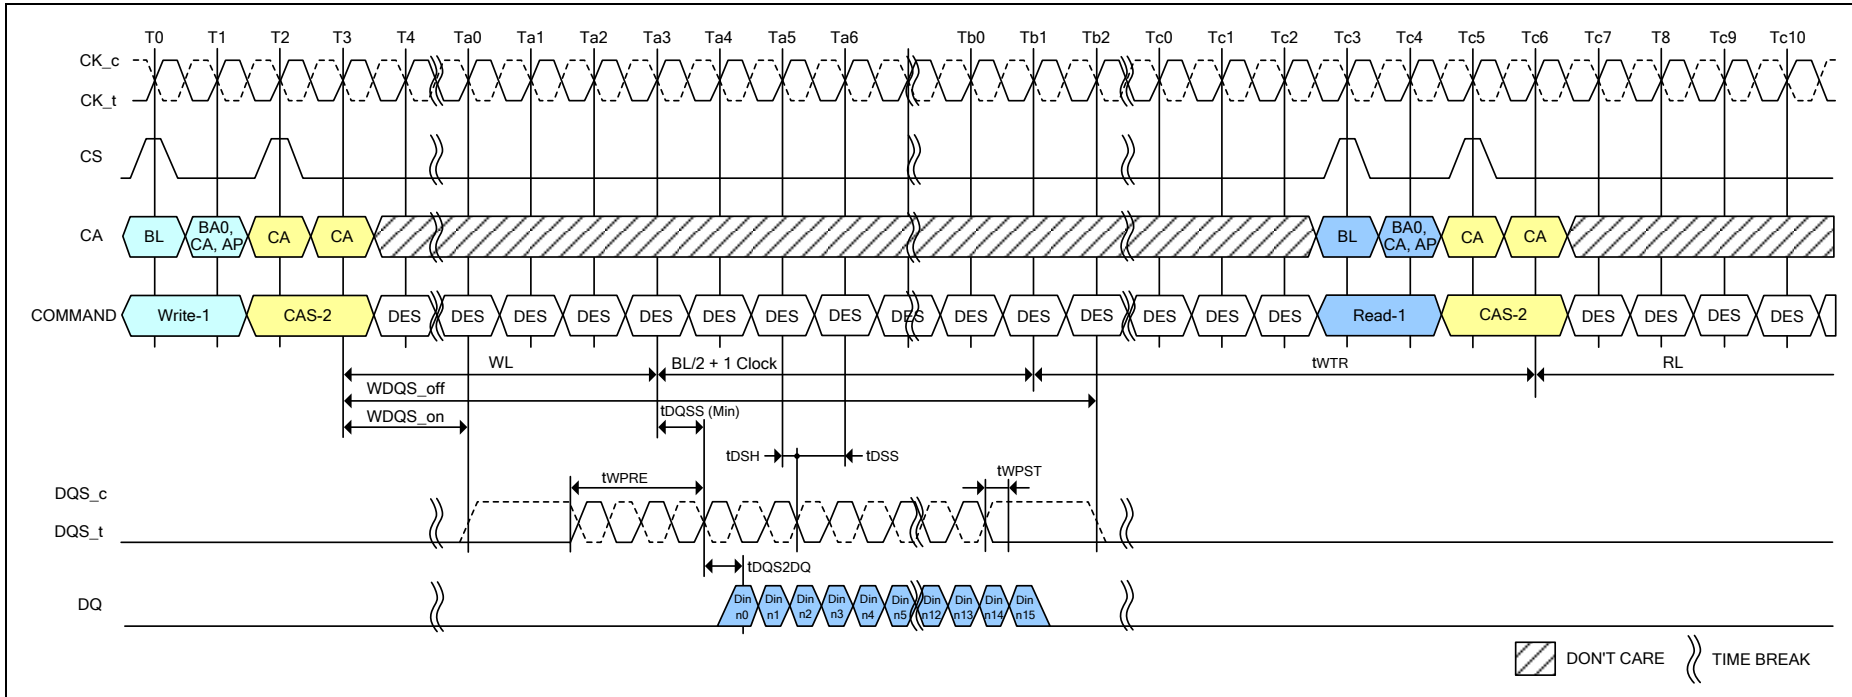 T0 T1 T2 T3 T4 Ta0 Ta1 Ta2 Ta3 Ta4 Ta5 Ta6 Tb0 Tb1 Tb2 Tc0 Tc1 Tc2 Tc3 Tc4 Tc5 Tc6 Tc7 T8 Tc9 Tc10
CK_c
CK_t
CS
CA BL BA0, CA, AP CA CA BL BA0, CA, AP CA CA
COMMAND Write-1 CAS-2 DES DES DES DES DES DES DES DES DES DES DES DES DES DES DES Read-1 CAS-2 DES DES DES DES
WL BL/2 + 1 Clock tWTR RL
WDQS_off
WDQS_on tDQSS (Min)
tDSH tDSS
tWPRE tWPST
DQS_c
DQS_t
tDQS2DQ
DQ Din n0 Din n1 Din n2 Din n3 Din n4 Din n5 Din n12 Din n13 Din n14 Din n15
DON'T CARE TIME BREAK